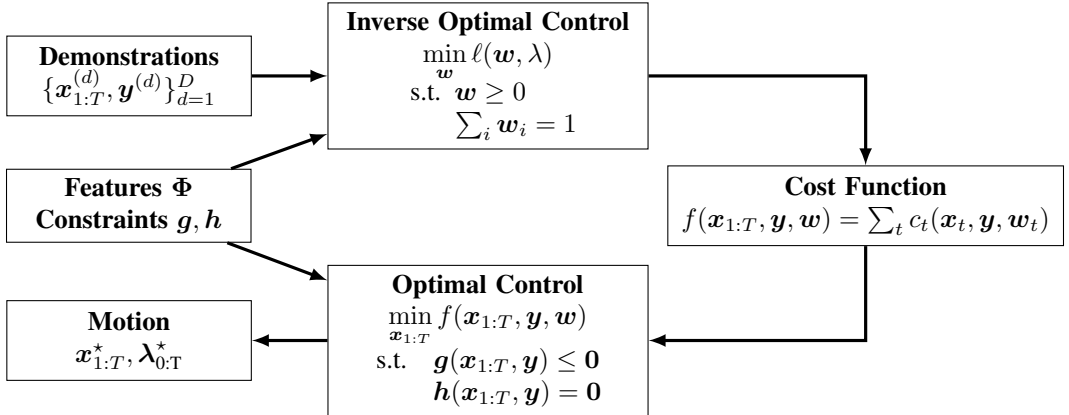 Demonstrations
{x_{1:T}^{(d)}, y^{(d)}}_{d=1}^{D}
Inverse Optimal Control
min_w ℓ(w, λ)
s.t. w ≥ 0
∑_i w_i = 1
Features Φ
Constraints g, h
Cost Function
f(x_{1:T}, y, w) = ∑_t c_t(x_t, y, w_t)
Optimal Control
min_{x_{1:T}} f(x_{1:T}, y, w)
s.t. g(x_{1:T}, y) ≤ 0
h(x_{1:T}, y) = 0
Motion
x^⋆_{1:T}, λ^⋆_{0:T}